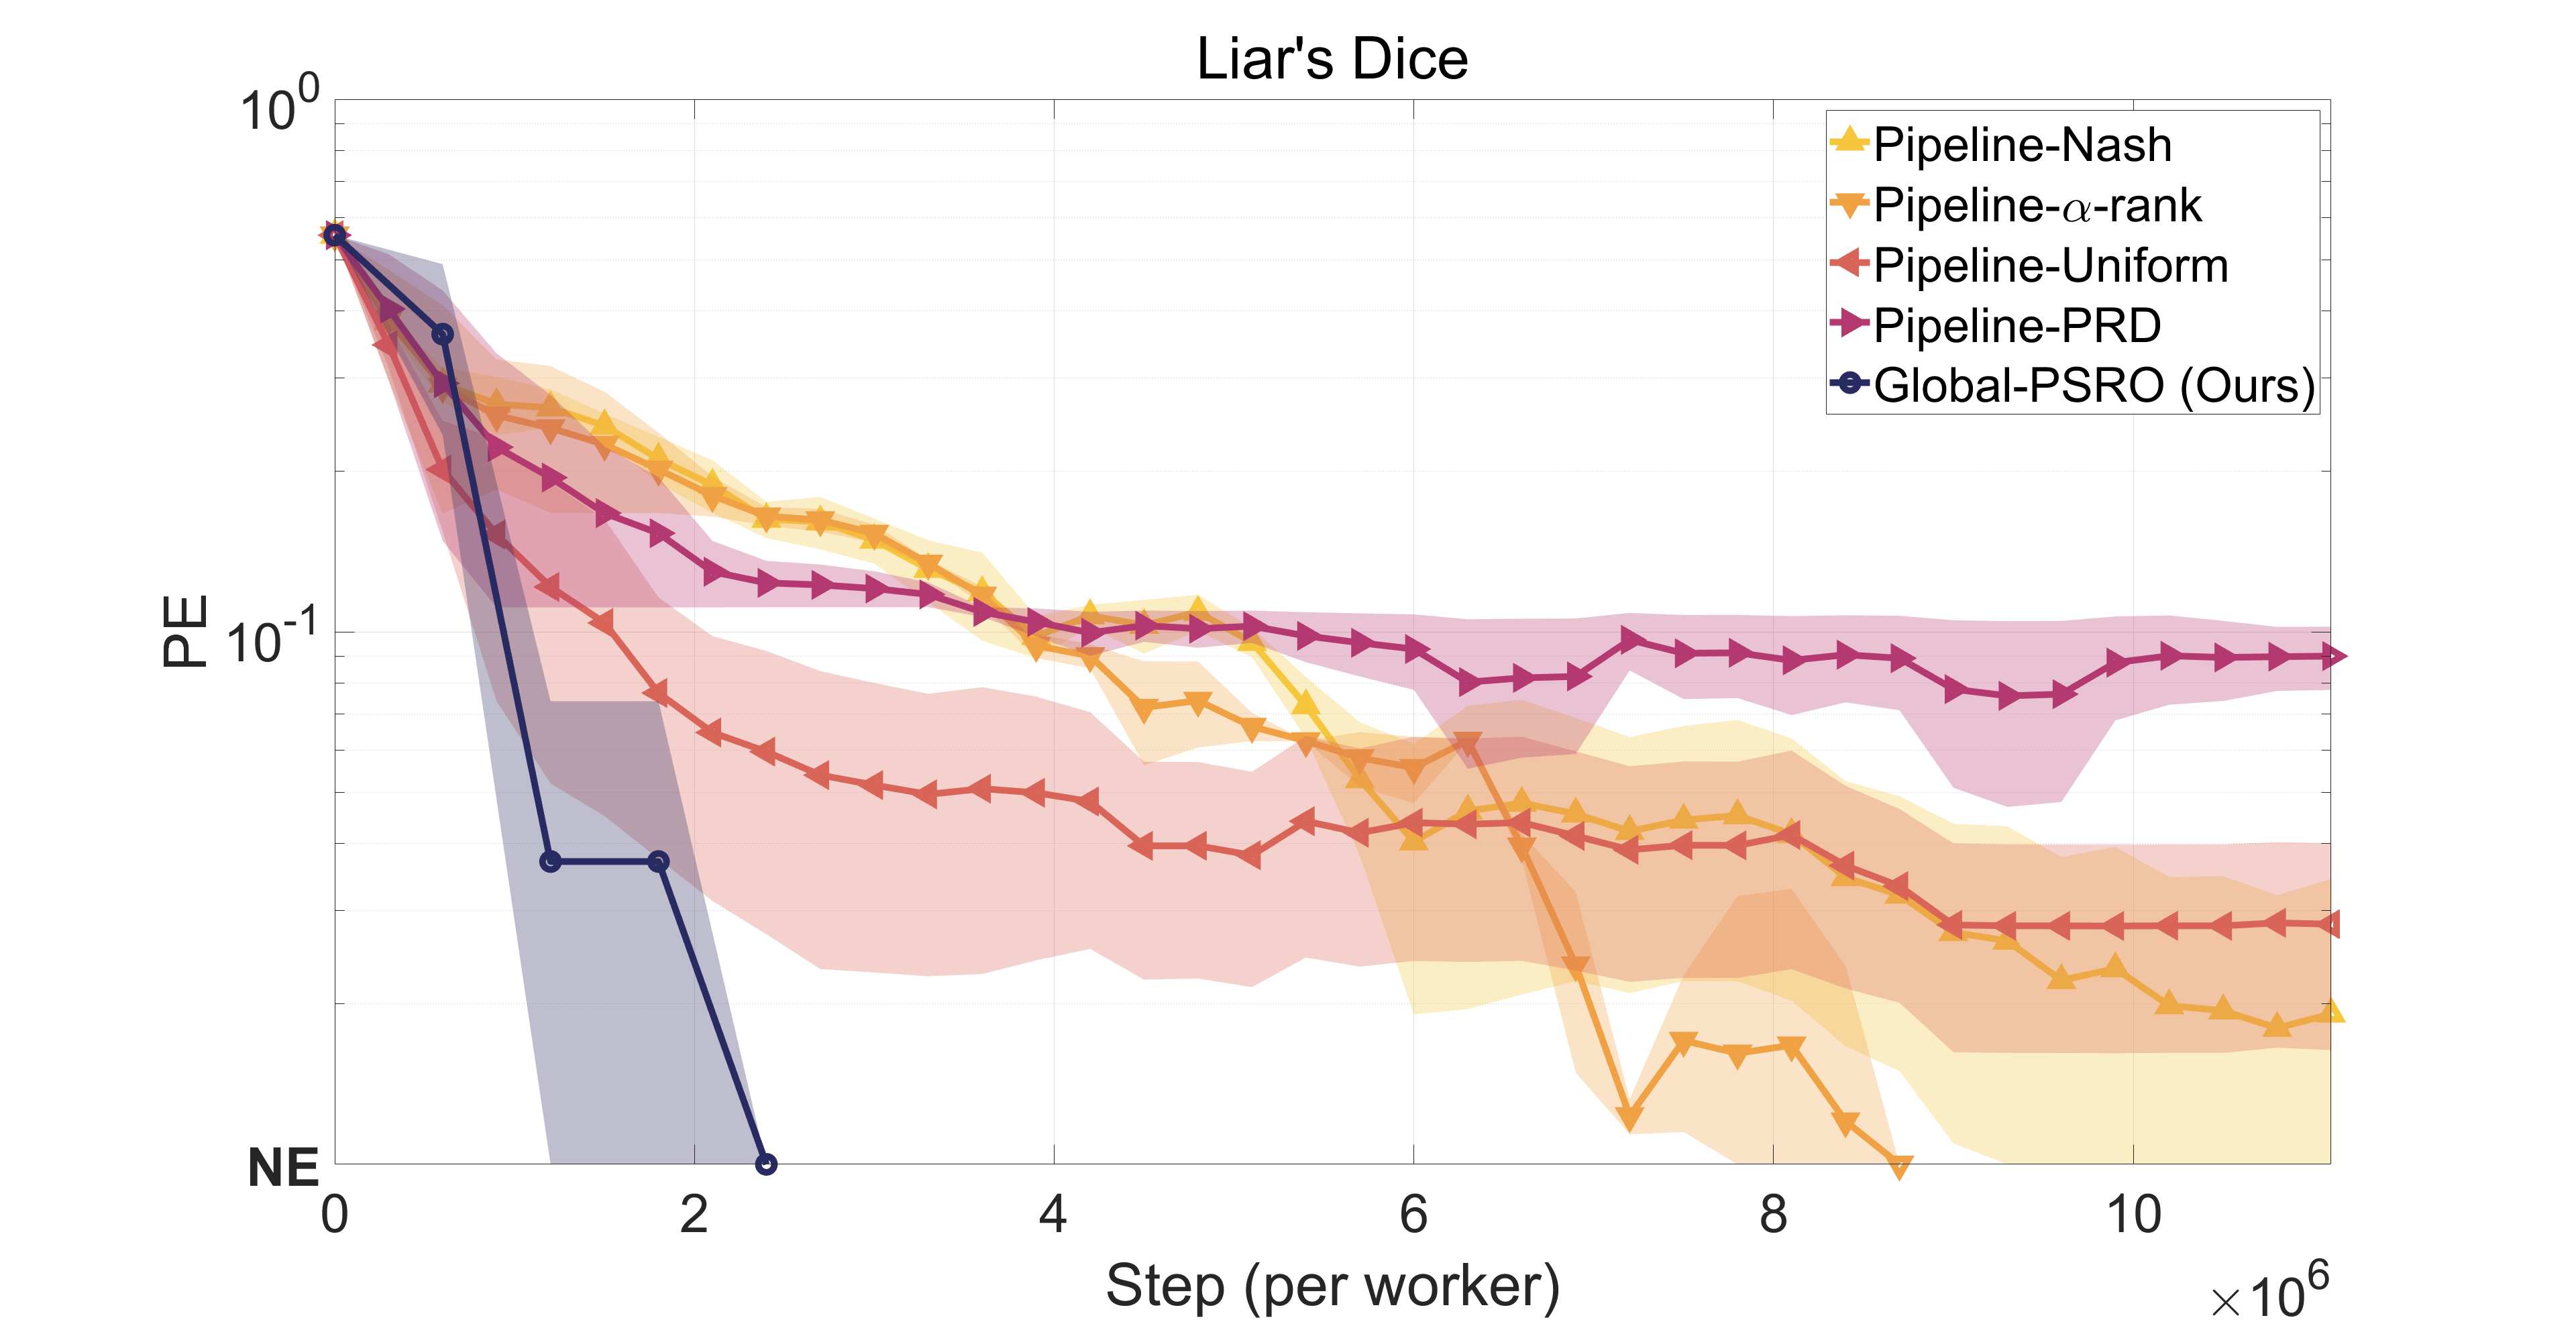 Liar's Dice
10^0
10^-1
NE
PE
Pipeline-Nash
Pipeline-α-rank
Pipeline-Uniform
Pipeline-PRD
Global-PSRO (Ours)
0 2 4 6 8 10
×10^6
Step (per worker)